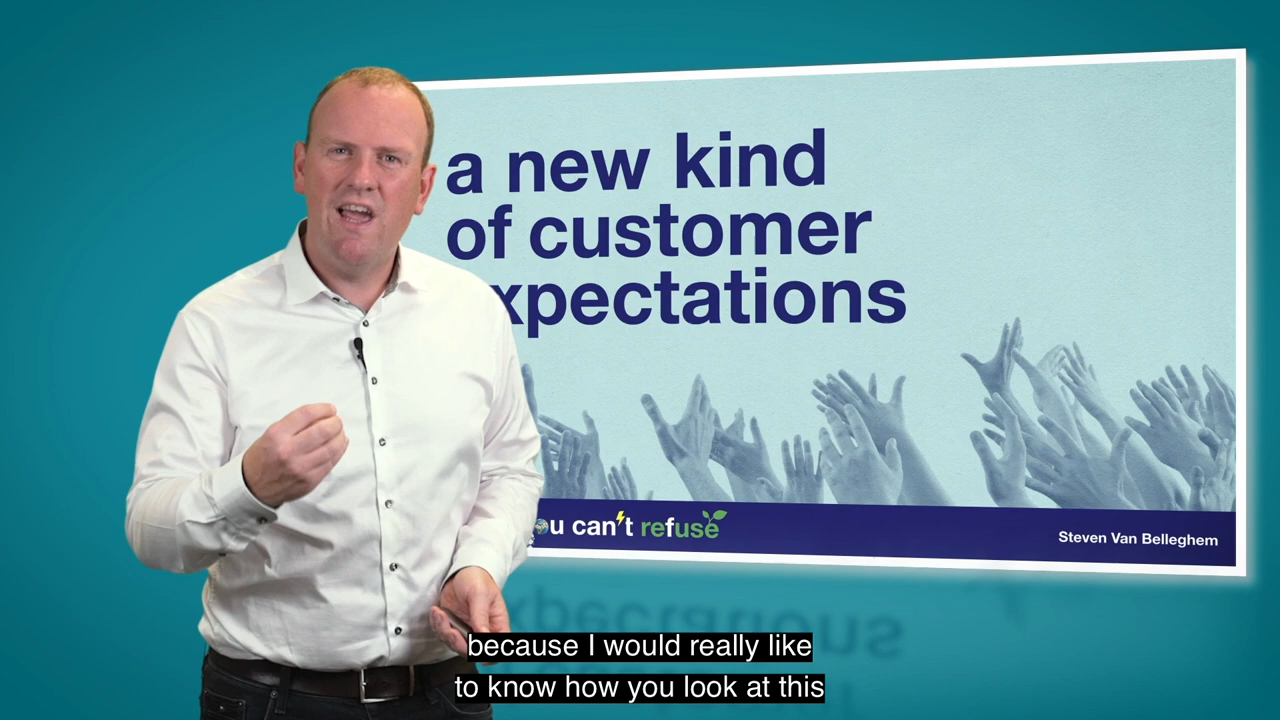 a new kind
of customer
xpectations
ou can't refuse
Steven Van Belleghem
because I would really like
to know how you look at this